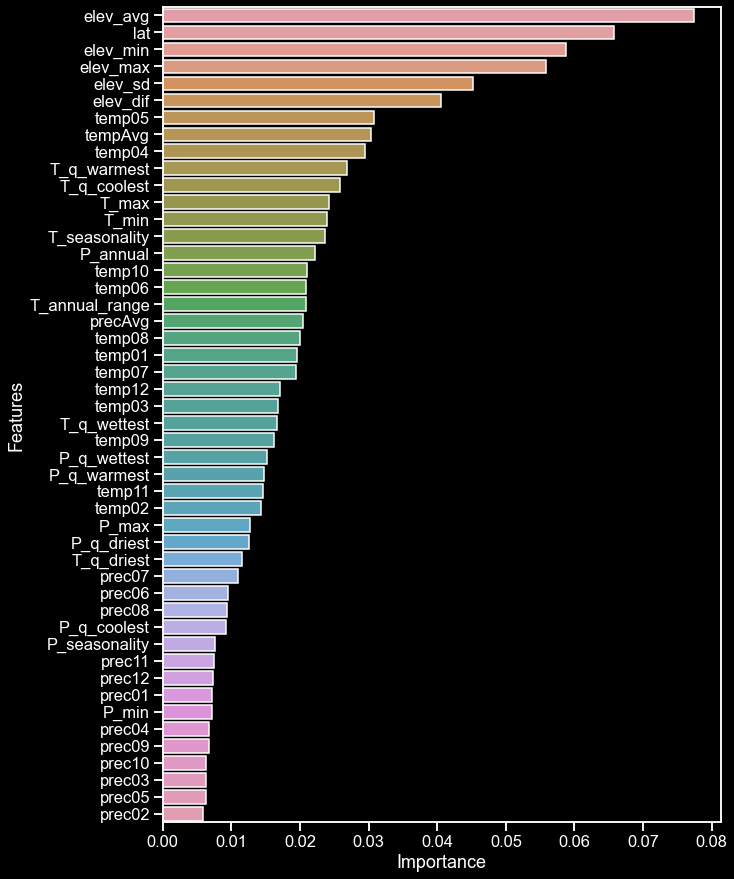 elev_avg
lat
elev_min
elev_max
elev_sd
elev_dif
temp05
tempAvg
temp04
T_q_warmest
T_q_coolest
T_max
T_min
T_seasonality
P_annual
temp10
temp06
T_annual_range
precAvg
temp08
temp01
temp07
temp12
temp03
T_q_wettest
temp09
P_q_wettest
P_q_warmest
temp11
temp02
P_max
P_q_driest
T_q_driest
prec07
prec06
prec08
P_q_coolest
P_seasonality
prec11
prec12
prec01
P_min
prec04
prec09
prec10
prec03
prec05
prec02
Features
0.00 0.01 0.02 0.03 0.04 0.05 0.06 0.07 0.08
Importance